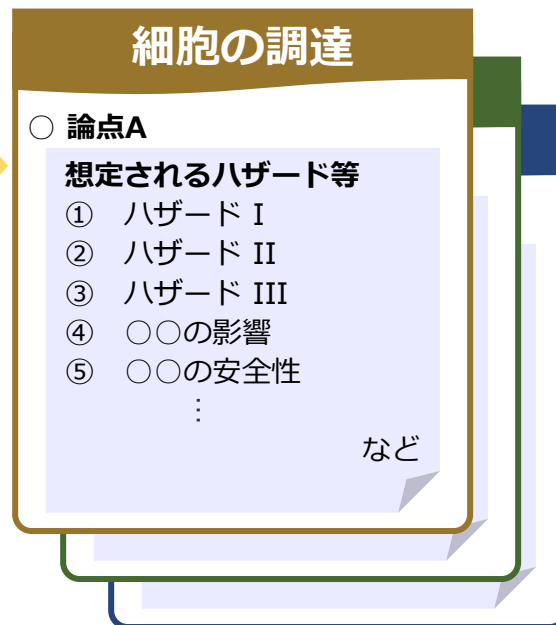 細胞の調達
○ 論点A
想定されるハザード等
① ハザード I
② ハザード II
③ ハザード III
④ ○○の影響
⑤ ○○の安全性
⋮
など